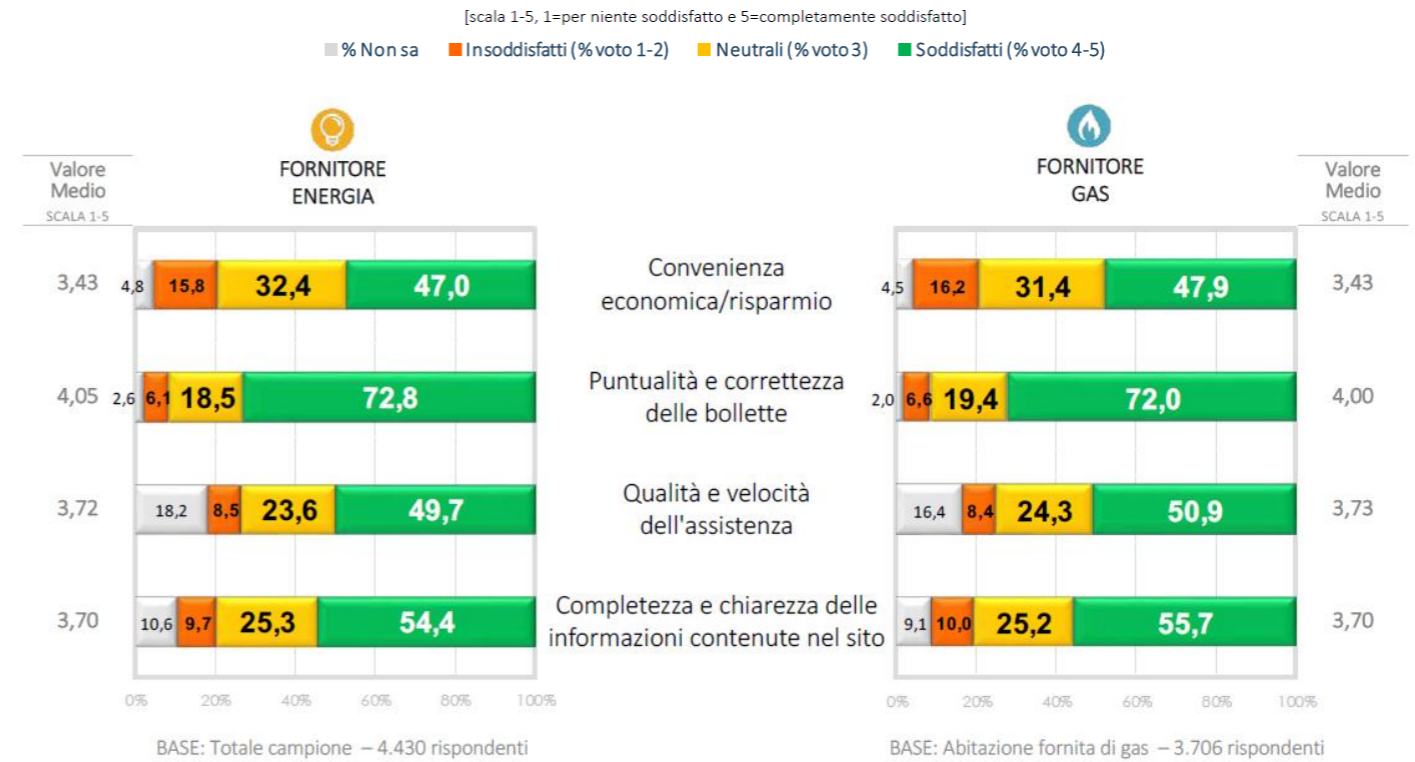 [scala 1-5, 1=per niente soddisfatto e 5=completamente soddisfatto]
% Non sa Insoddisfatti (% voto 1-2) Neutrali (% voto 3) Soddisfatti (% voto 4-5)
FORNITORE
ENERGIA
FORNITORE
GAS
Valore
Medio
SCALA 1-5
Valore
Medio
SCALA 1-5
3,43 4,8 15,8 32,4 47,0
Convenienza
economica/risparmio
4,5 16,2 31,4 47,9 3,43
4,05 2,6 6,1 18,5 72,8
Puntualità e correttezza
delle bollette
2,0 6,6 19,4 72,0 4,00
3,72 18,2 8,5 23,6 49,7
Qualità e velocità
dell'assistenza
16,4 8,4 24,3 50,9 3,73
3,70 10,6 9,7 25,3 54,4
Completezza e chiarezza delle
informazioni contenute nel sito
9,1 10,0 25,2 55,7 3,70
0% 20% 40% 60% 80% 100%
0% 20% 40% 60% 80% 100%
BASE: Totale campione – 4.430 rispondenti
BASE: Abitazione fornita di gas – 3.706 rispondenti